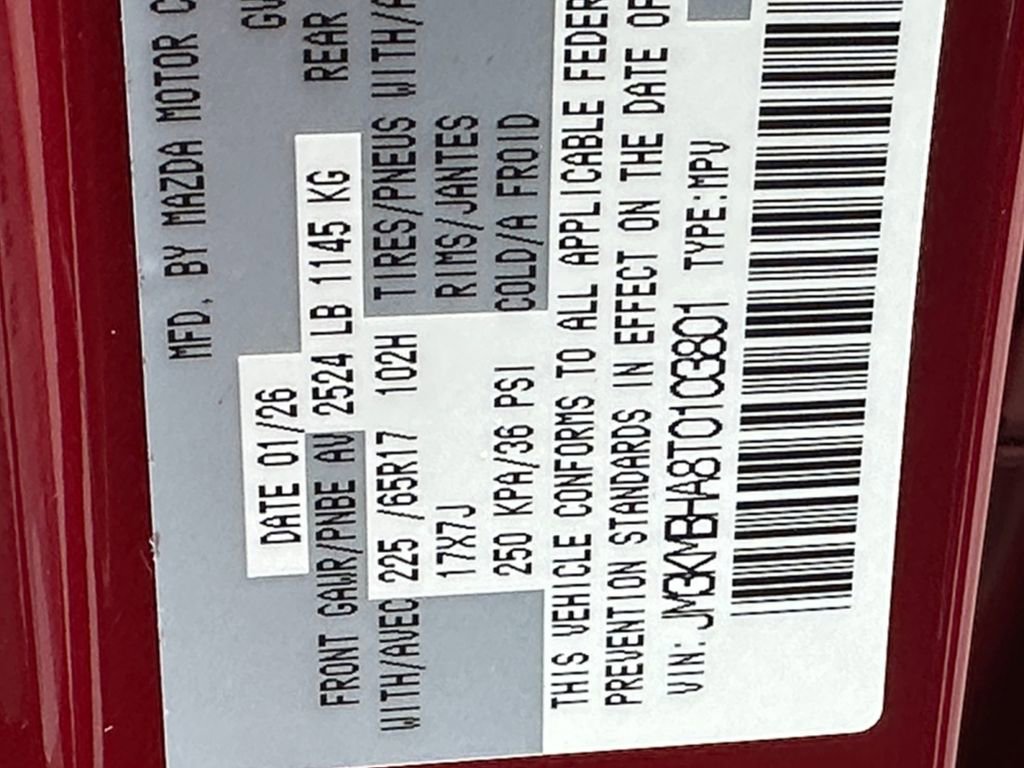 MFD. BY MAZDA MOTOR C
DATE 01/26 GV
FRONT GAWR/PNBE AV 2524 LB 1145 KG REAR
WITH/AVEC 225 /65R17 102H TIRES/PNEUS WITH/A
17X7J RIMS/JANTES
250 KPA/36 PSI COLD/A FROID
THIS VEHICLE CONFORMS TO ALL APPLICABLE FEDER
PREVENTION STANDARDS IN EFFECT ON THE DATE OF
VIN: JM3KMBHA8T0103801 TYPE:MPV